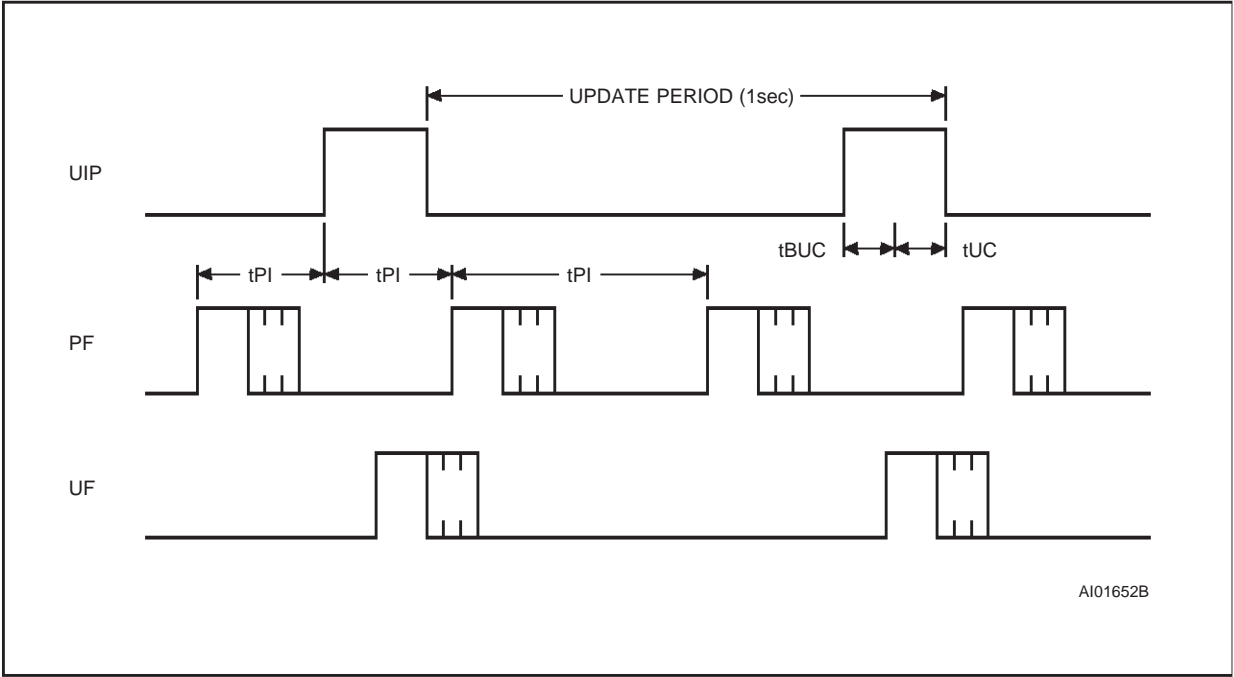 UPDATE PERIOD (1sec)
UIP
tBUC
tUC
tPI
tPI
tPI
PF
UF
AI01652B